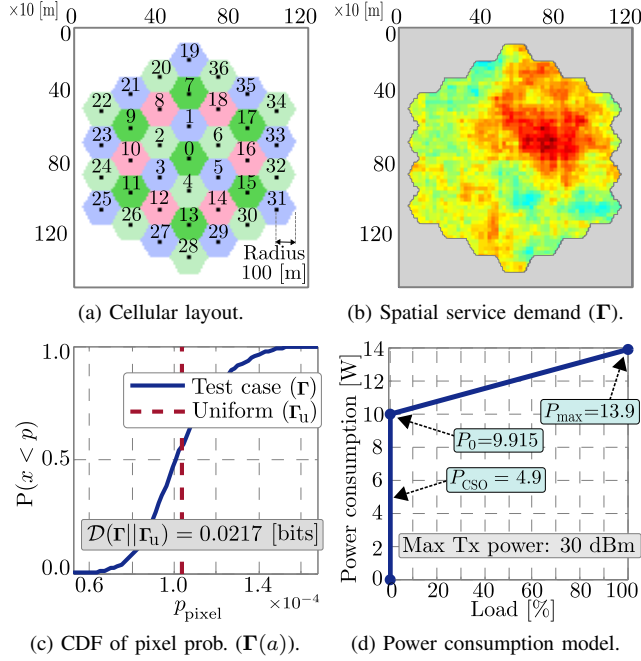 ×10 [m] 0 40 80 120
0
40
80
120
19
20 36
21 7 35
22 8 18 34
9 1 17
23 2 6 33
10 0 16
24 3 5 32
11 4 15
25 12 14 31
26 13 30
27 29
28
Radius
100 [m]
(a) Cellular layout.
×10 [m] 0 40 80 120
0
40
80
120
(b) Spatial service demand (Γ).
P(x < p)
1.0
0.5
0.0
Test case (Γ)
Uniform (Γu)
D(Γ||Γu) = 0.0217 [bits]
0.6 1.0 1.4
×10⁻⁴
p pixel
(c) CDF of pixel prob. (Γ(a)).
Power consumption [W]
14
12
10
8
6
4
2
0
Pmax=13.9
P0=9.915
PCSO = 4.9
Max Tx power: 30 dBm
0 20 40 60 80 100
Load [%]
(d) Power consumption model.